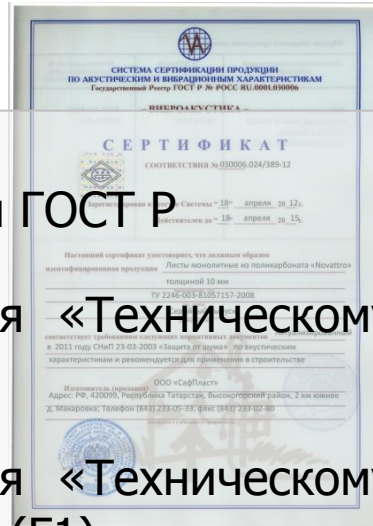 СИСТЕМА СЕРТИФИКАЦИИ ПРОДУКЦИИ
ПО АКУСТИЧЕСКИМ И ВИБРАЦИОННЫМ ХАРАКТЕРИСТИКАМ
Государственный Реестр ГОСТ Р № РОСС RU.0001.030006
– ВИБРОАКУСТИКА –
СЕРТИФИКАТ
СООТВЕТСТВИЯ № 030006.024/389-12
ГОСТ Р
Зарегистрирован в Системы "18" апреля 20 12 г.
Действителен до "18" апреля 20 15 г.
Настоящий сертификат удостоверяет, что должным образом
идентифицированная продукция Листы монолитные из поликарбоната «Novattro»
толщиной 10 мм
я «Техническому
ТУ 2246-003-81057157-2008
соответствует требованиям следующих нормативных документов Актуализированный
в 2011 году СНиП 23-03-2003 «Защита от шума» по акустическим
характеристикам и рекомендуется для применения в строительстве
Изготовитель (продавец) ООО «СафПласт»
Адрес: РФ, 420099, Республика Татарстан, Высокогорский район, 2 км южнее
д. Макаровка; Телефон (843) 233-05-33, факс (843) 233-02-80
я «Техническому
(Г1)